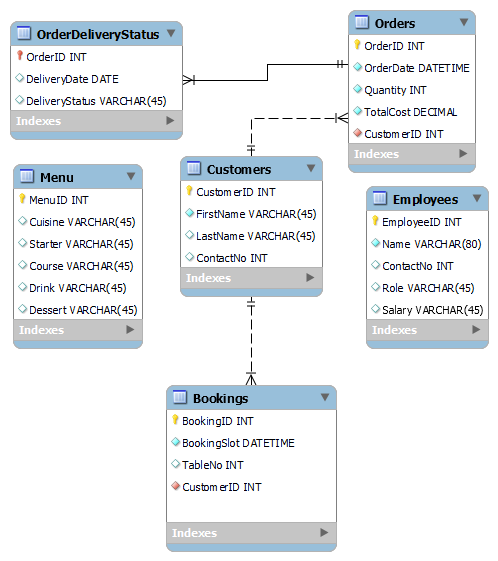 OrderDeliveryStatus
OrderID INT
DeliveryDate DATE
DeliveryStatus VARCHAR(45)
Indexes
Orders
OrderID INT
OrderDate DATETIME
Quantity INT
TotalCost DECIMAL
CustomerID INT
Indexes
Menu
MenuID INT
Cuisine VARCHAR(45)
Starter VARCHAR(45)
Course VARCHAR(45)
Drink VARCHAR(45)
Dessert VARCHAR(45)
Indexes
Customers
CustomerID INT
FirstName VARCHAR(45)
LastName VARCHAR(45)
ContactNo INT
Indexes
Employees
EmployeeID INT
Name VARCHAR(80)
ContactNo INT
Role VARCHAR(45)
Salary VARCHAR(45)
Indexes
Bookings
BookingID INT
BookingSlot DATETIME
TableNo INT
CustomerID INT
Indexes